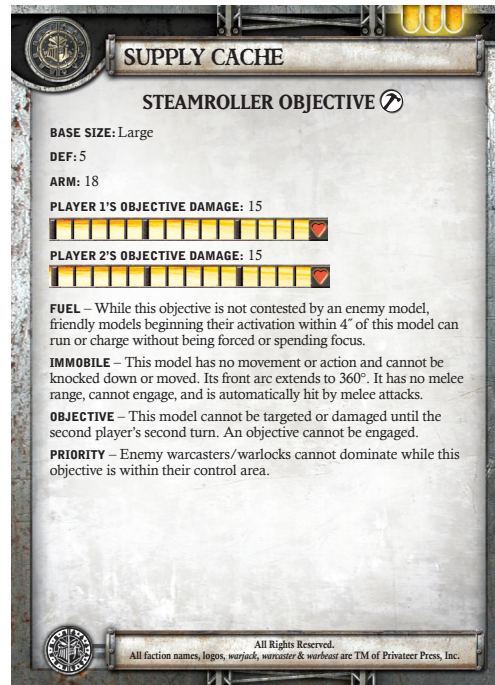 SUPPLY CACHE
STEAMROLLER OBJECTIVE
BASE SIZE: Large
DEF: 5
ARM: 18
PLAYER 1'S OBJECTIVE DAMAGE: 15
PLAYER 2'S OBJECTIVE DAMAGE: 15
FUEL – While this objective is not contested by an enemy model,
friendly models beginning their activation within 4˝ of this model can
run or charge without being forced or spending focus.
IMMOBILE – This model has no movement or action and cannot be
knocked down or moved. Its front arc extends to 360°. It has no melee
range, cannot engage, and is automatically hit by melee attacks.
OBJECTIVE – This model cannot be targeted or damaged until the
second player's second turn. An objective cannot be engaged.
PRIORITY – Enemy warcasters/warlocks cannot dominate while this
objective is within their control area.
All Rights Reserved.
All faction names, logos, warjack, warcaster & warbeast are TM of Privateer Press, Inc.